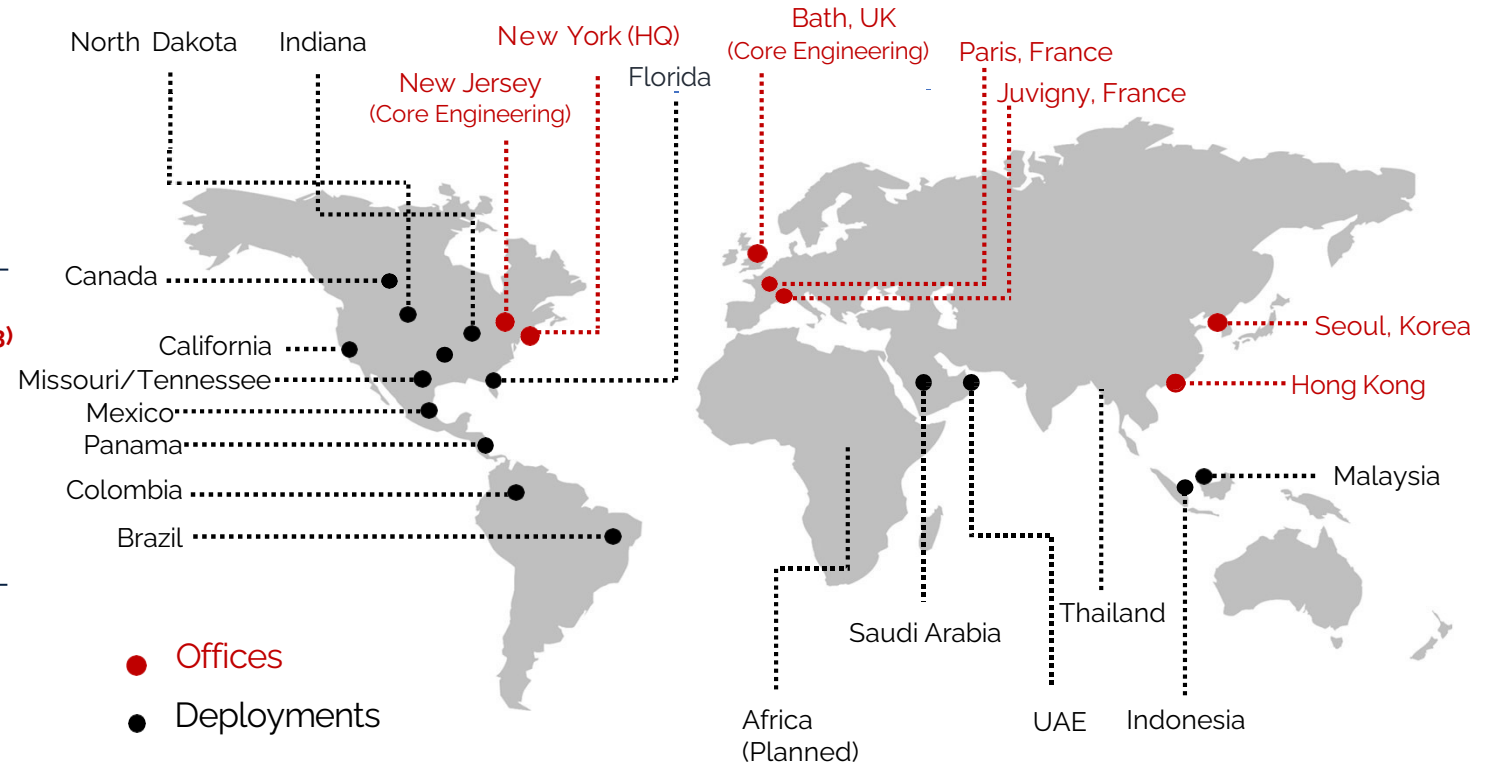 Bath, UK
(Core Engineering)
New York (HQ)
North Dakota
Indiana
Paris, France
Florida
New Jersey
(Core Engineering)
Juvigny, France
Canada
3)
Seoul, Korea
California
Missouri/Tennessee
Hong Kong
Mexico
Panama
Malaysia
Colombia
Brazil
Thailand
Saudi Arabia
Offices
Deployments
Africa
(Planned)
UAE
Indonesia